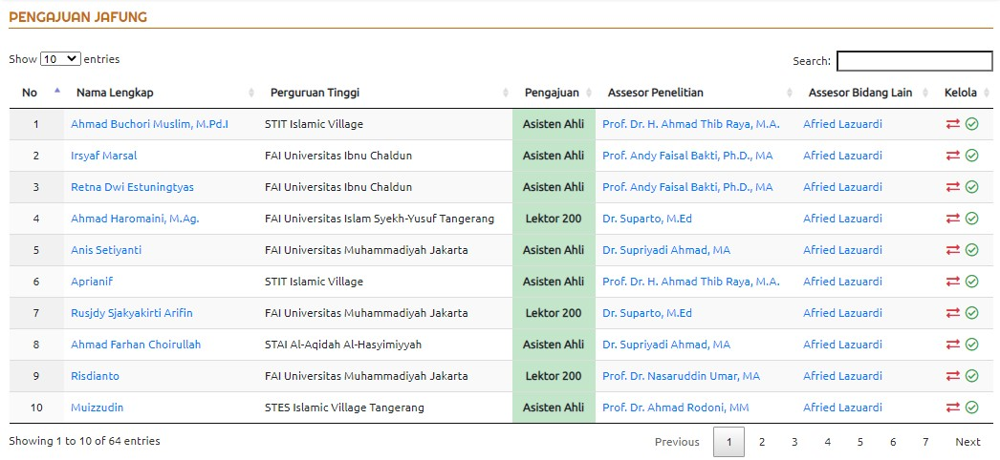 PENGAJUAN JAFUNG
Show 10 entries Search:
No Nama Lengkap Perguruan Tinggi Pengajuan Assesor Penelitian Assesor Bidang Lain Kelola
1 Ahmad Buchori Muslim, M.Pd.I STIT Islamic Village Asisten Ahli Prof. Dr. H. Ahmad Thib Raya, M.A. Afried Lazuardi
2 Irsyaf Marsal FAI Universitas Ibnu Chaldun Asisten Ahli Prof. Andy Faisal Bakti, Ph.D., MA Afried Lazuardi
3 Retna Dwi Estuningtyas FAI Universitas Ibnu Chaldun Asisten Ahli Prof. Andy Faisal Bakti, Ph.D., MA Afried Lazuardi
4 Ahmad Haromaini, M.Ag. FAI Universitas Islam Syekh-Yusuf Tangerang Lektor 200 Dr. Suparto, M.Ed Afried Lazuardi
5 Anis Setiyanti FAI Universitas Muhammadiyah Jakarta Asisten Ahli Dr. Supriyadi Ahmad, MA Afried Lazuardi
6 Aprianif STIT Islamic Village Asisten Ahli Prof. Dr. H. Ahmad Thib Raya, M.A. Afried Lazuardi
7 Rusjdy Sjakyakirti Arifin FAI Universitas Muhammadiyah Jakarta Lektor 200 Dr. Suparto, M.Ed Afried Lazuardi
8 Ahmad Farhan Choirullah STAI Al-Aqidah Al-Hasyimiyyah Asisten Ahli Dr. Supriyadi Ahmad, MA Afried Lazuardi
9 Risdianto FAI Universitas Muhammadiyah Jakarta Lektor 200 Prof. Dr. Nasaruddin Umar, MA Afried Lazuardi
10 Muizzudin STES Islamic Village Tangerang Asisten Ahli Prof. Dr. Ahmad Rodoni, MM Afried Lazuardi
Showing 1 to 10 of 64 entries Previous 1 2 3 4 5 6 7 Next